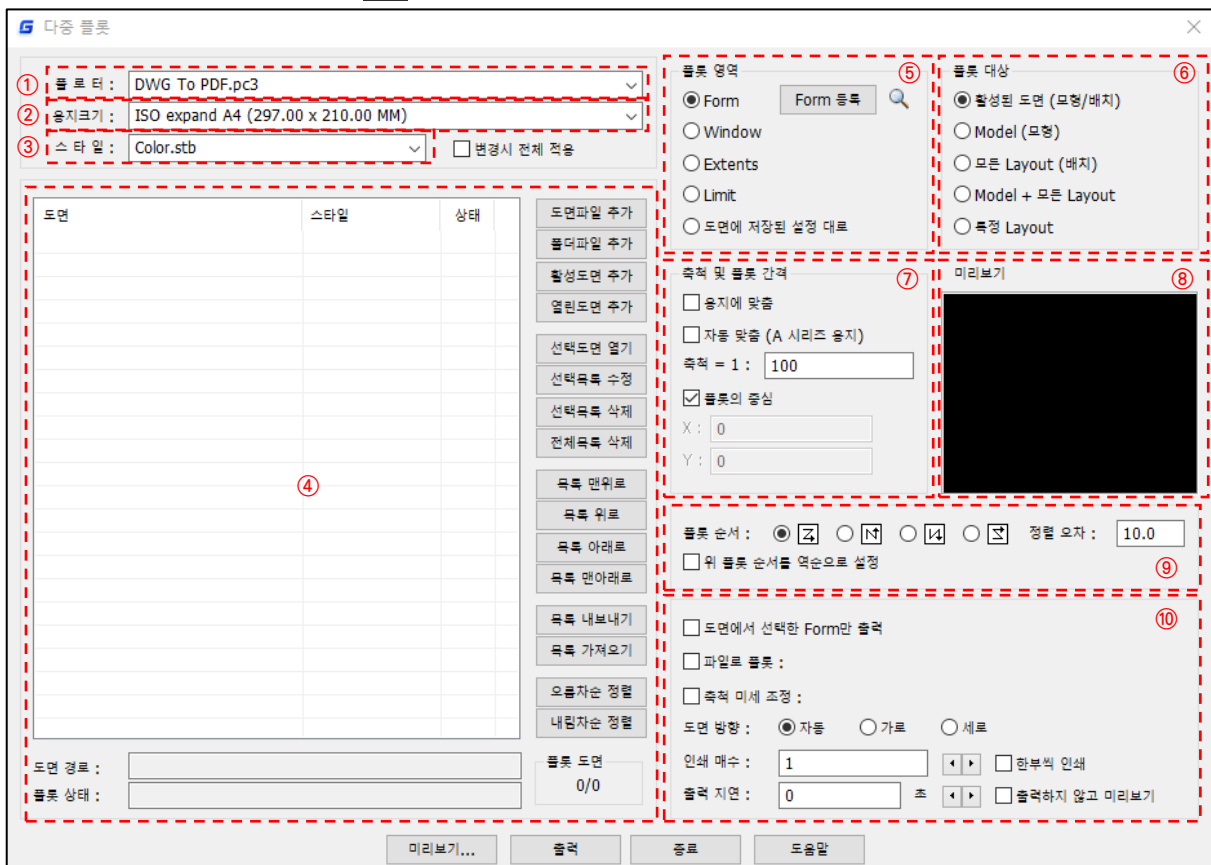 다중 플롯
① 플 로 터 : DWG To PDF.pc3
② 용지크기 : ISO expand A4 (297.00 x 210.00 MM)
③ 스 타 일 : Color.stb 변경시 전체 적용
도면 스타일 상태
④
도면파일 추가
폴더파일 추가
활성도면 추가
열린도면 추가
선택도면 열기
선택목록 수정
선택목록 삭제
전체목록 삭제
목록 맨위로
목록 위로
목록 아래로
목록 맨아래로
목록 내보내기
목록 가져오기
오름차순 정렬
내림차순 정렬
도면 경로 :
플롯 상태 :
플롯 도면
0/0
플롯 영역 ⑤
Form Form 등록
Window
Extents
Limit
도면에 저장된 설정 대로
플롯 대상 ⑥
활성된 도면 (모형/배치)
Model (모형)
모든 Layout (배치)
Model + 모든 Layout
특정 Layout
축척 및 플롯 간격 ⑦
용지에 맞춤
자동 맞춤 (A 시리즈 용지)
축척 = 1 : 100
플롯의 중심
X : 0
Y : 0
미리보기 ⑧
플롯 순서 : 정렬 오차 : 10.0
위 플롯 순서를 역순으로 설정 ⑨
도면에서 선택한 Form만 출력 ⑩
파일로 플롯 :
축척 미세 조정 :
도면 방향 : 자동 가로 세로
인쇄 매수 : 1 한부씩 인쇄
출력 지연 : 0 초 출력하지 않고 미리보기
미리보기... 출력 종료 도움말